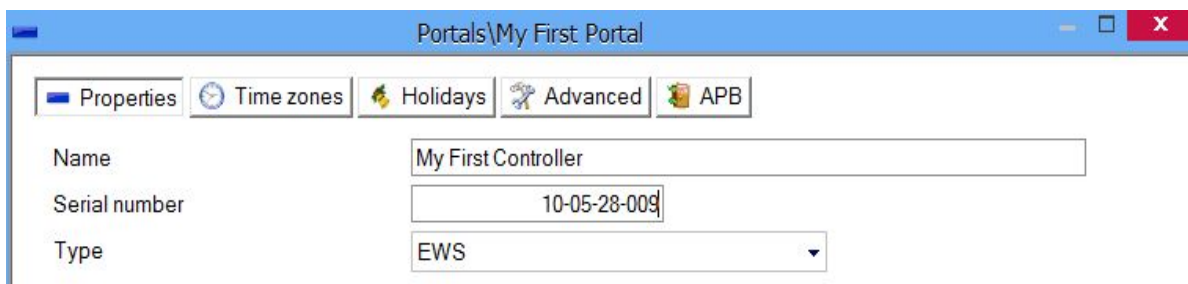 Portals\My First Portal
Properties Time zones Holidays Advanced APB
Name My First Controller
Serial number 10-05-28-009
Type EWS